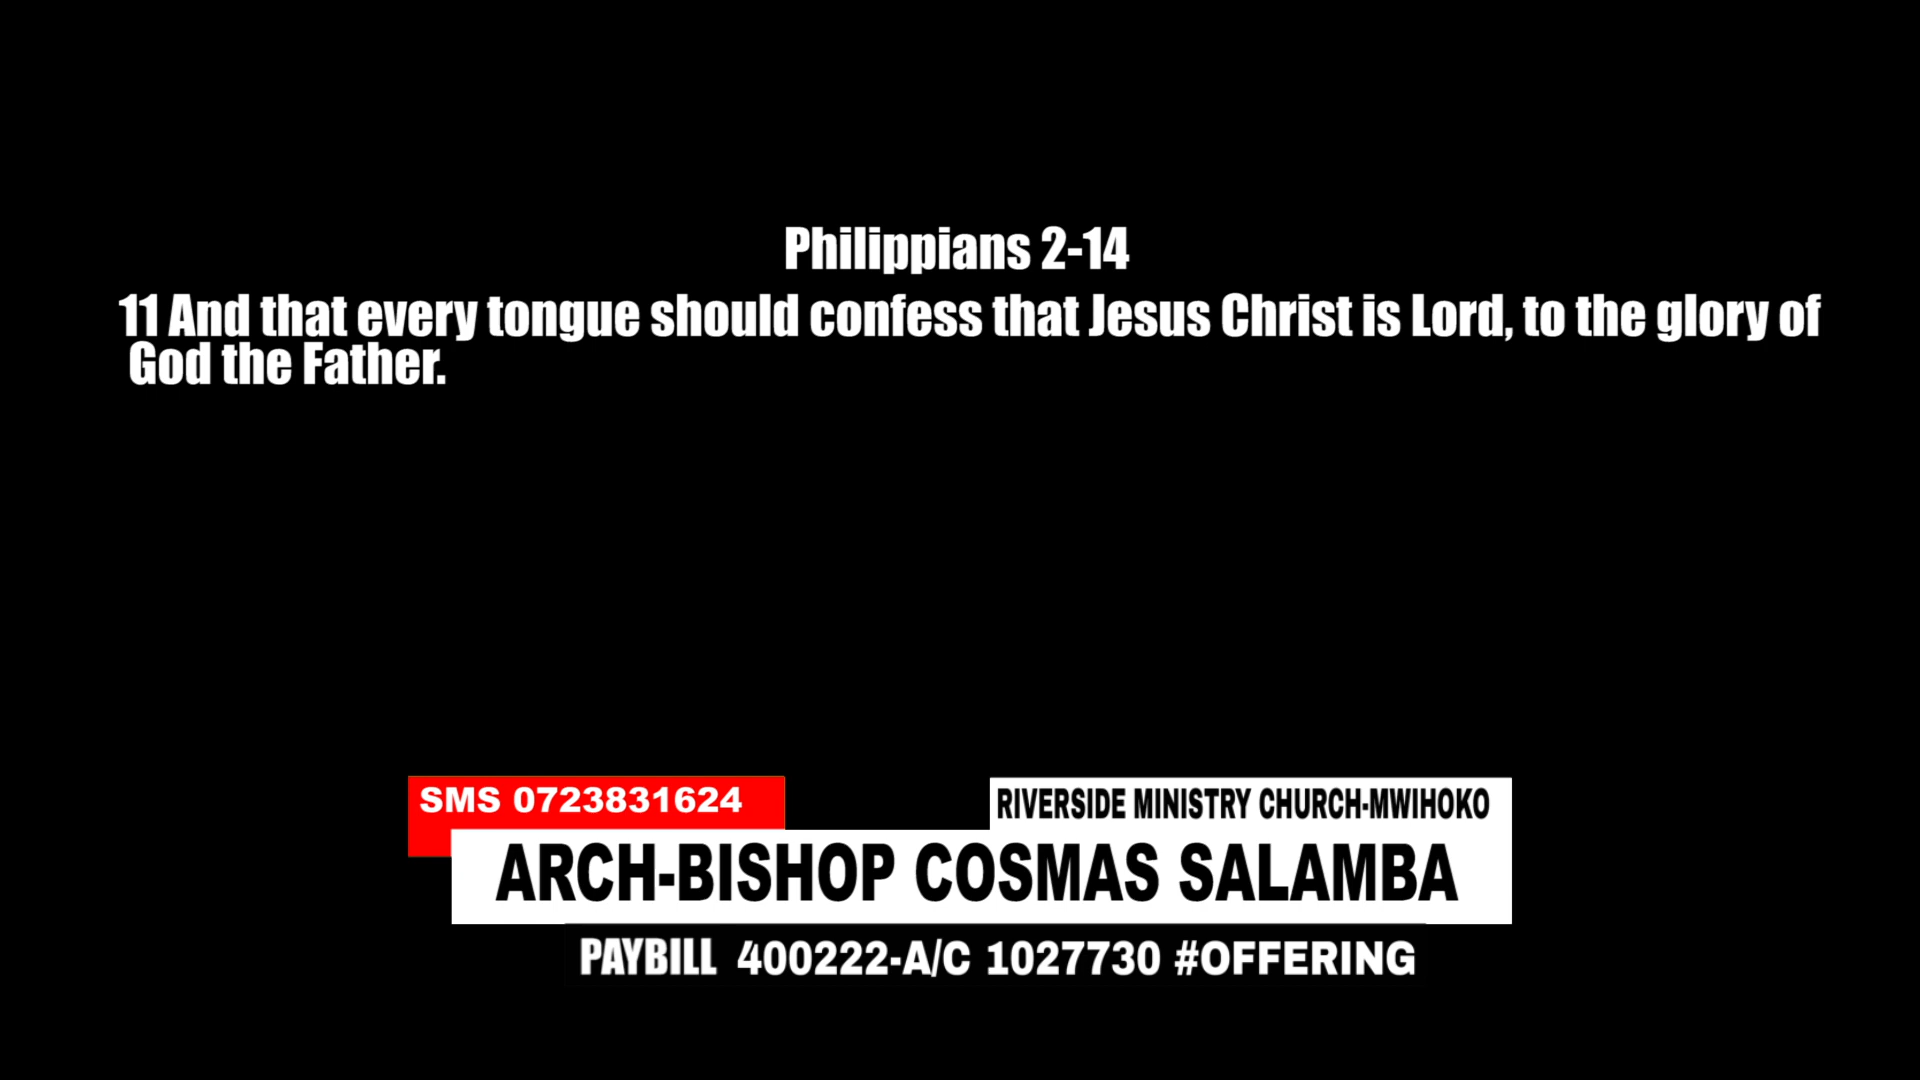 Philippians 2-14
11 And that every tongue should confess that Jesus Christ is Lord, to the glory of
God the Father.
SMS 0723831624
RIVERSIDE MINISTRY CHURCH-MWIHOKO
ARCH-BISHOP COSMAS SALAMBA
PAYBILL 400222-A/C 1027730 #OFFERING